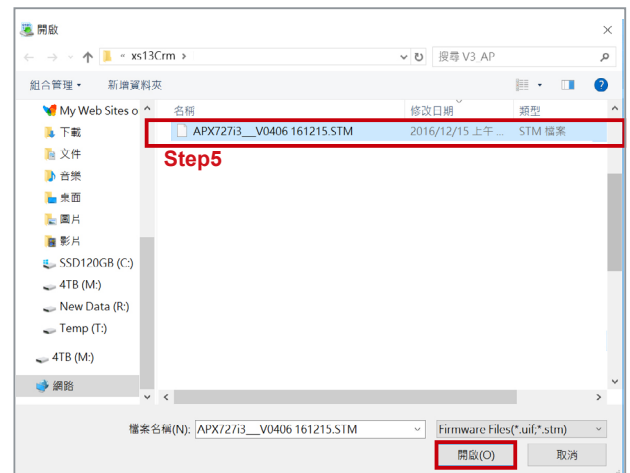 開啟
« xs13Crm >
搜尋 V3_AP
組合管理 新增資料夾
名稱 修改日期 類型
My Web Sites o
APX727i3__V0406 161215.STM 2016/12/15 上午 ... STM 檔案
下載
Step5
文件
音樂
桌面
圖片
影片
SSD120GB (C:)
4TB (M:)
New Data (R:)
Temp (T:)
4TB (M:)
網路
檔案名稱(N): APX727i3__V0406 161215.STM Firmware Files(*.uif;*.stm)
開啟(O) 取消